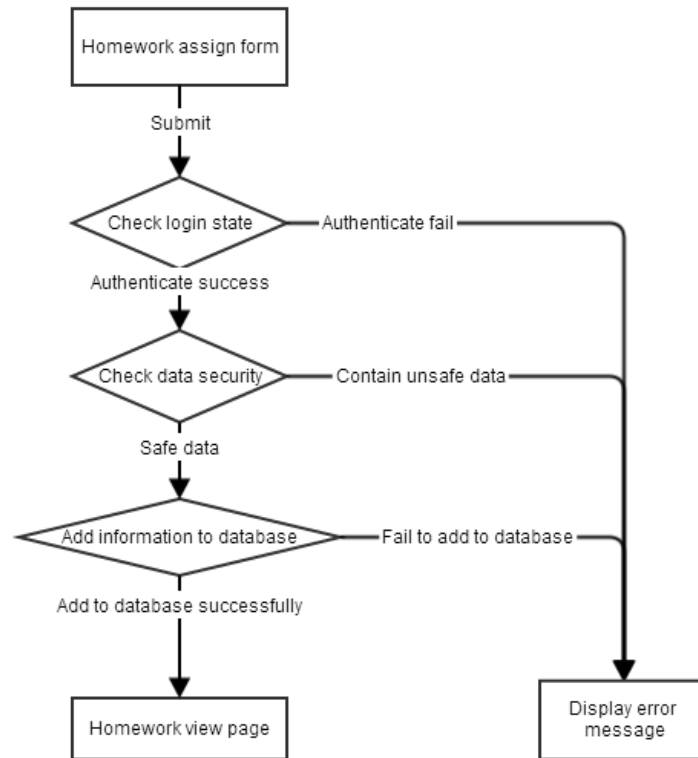 Homework assign form
Submit
Check login state
Authenticate fail
Authenticate success
Check data security
Contain unsafe data
Safe data
Add information to database
Fail to add to database
Add to database successfully
Homework view page
Display error
message